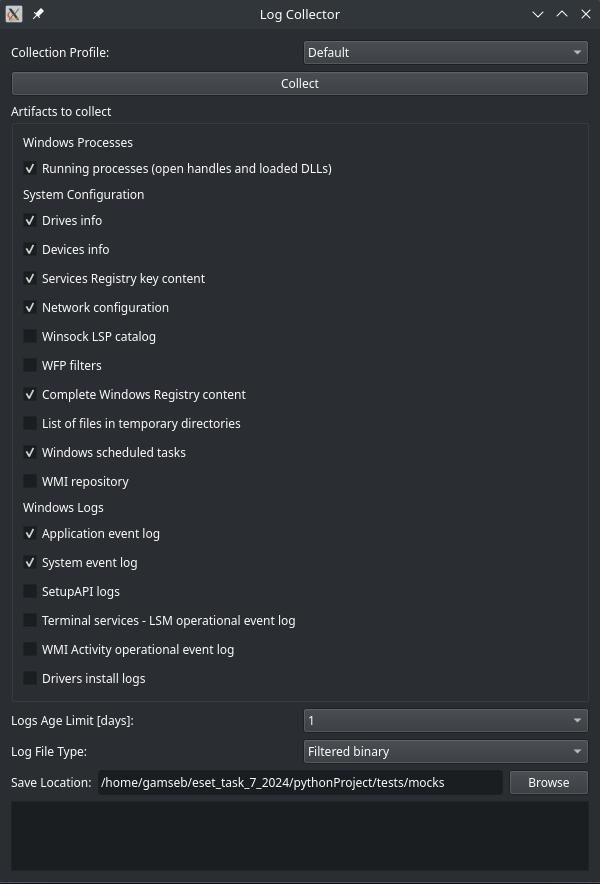 Log Collector
Collection Profile: Default
Collect
Artifacts to collect
Windows Processes
Running processes (open handles and loaded DLLs)
System Configuration
Drives info
Devices info
Services Registry key content
Network configuration
Winsock LSP catalog
WFP filters
Complete Windows Registry content
List of files in temporary directories
Windows scheduled tasks
WMI repository
Windows Logs
Application event log
System event log
SetupAPI logs
Terminal services - LSM operational event log
WMI Activity operational event log
Drivers install logs
Logs Age Limit [days]: 1
Log File Type: Filtered binary
Save Location: /home/gamseb/eset_task_7_2024/pythonProject/tests/mocks Browse